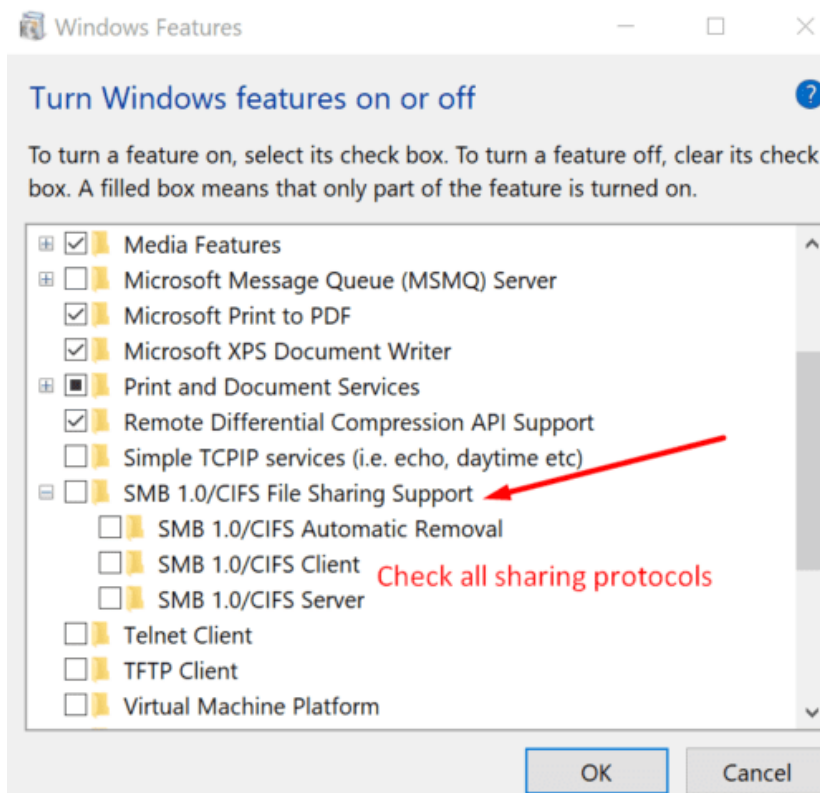 Windows Features
Turn Windows features on or off
?
To turn a feature on, select its check box. To turn a feature off, clear its check
box. A filled box means that only part of the feature is turned on.
Media Features
Microsoft Message Queue (MSMQ) Server
Microsoft Print to PDF
Microsoft XPS Document Writer
Print and Document Services
Remote Differential Compression API Support
Simple TCPIP services (i.e. echo, daytime etc)
SMB 1.0/CIFS File Sharing Support
SMB 1.0/CIFS Automatic Removal
SMB 1.0/CIFS Client
Check all sharing protocols
SMB 1.0/CIFS Server
Telnet Client
TFTP Client
Virtual Machine Platform
OK
Cancel